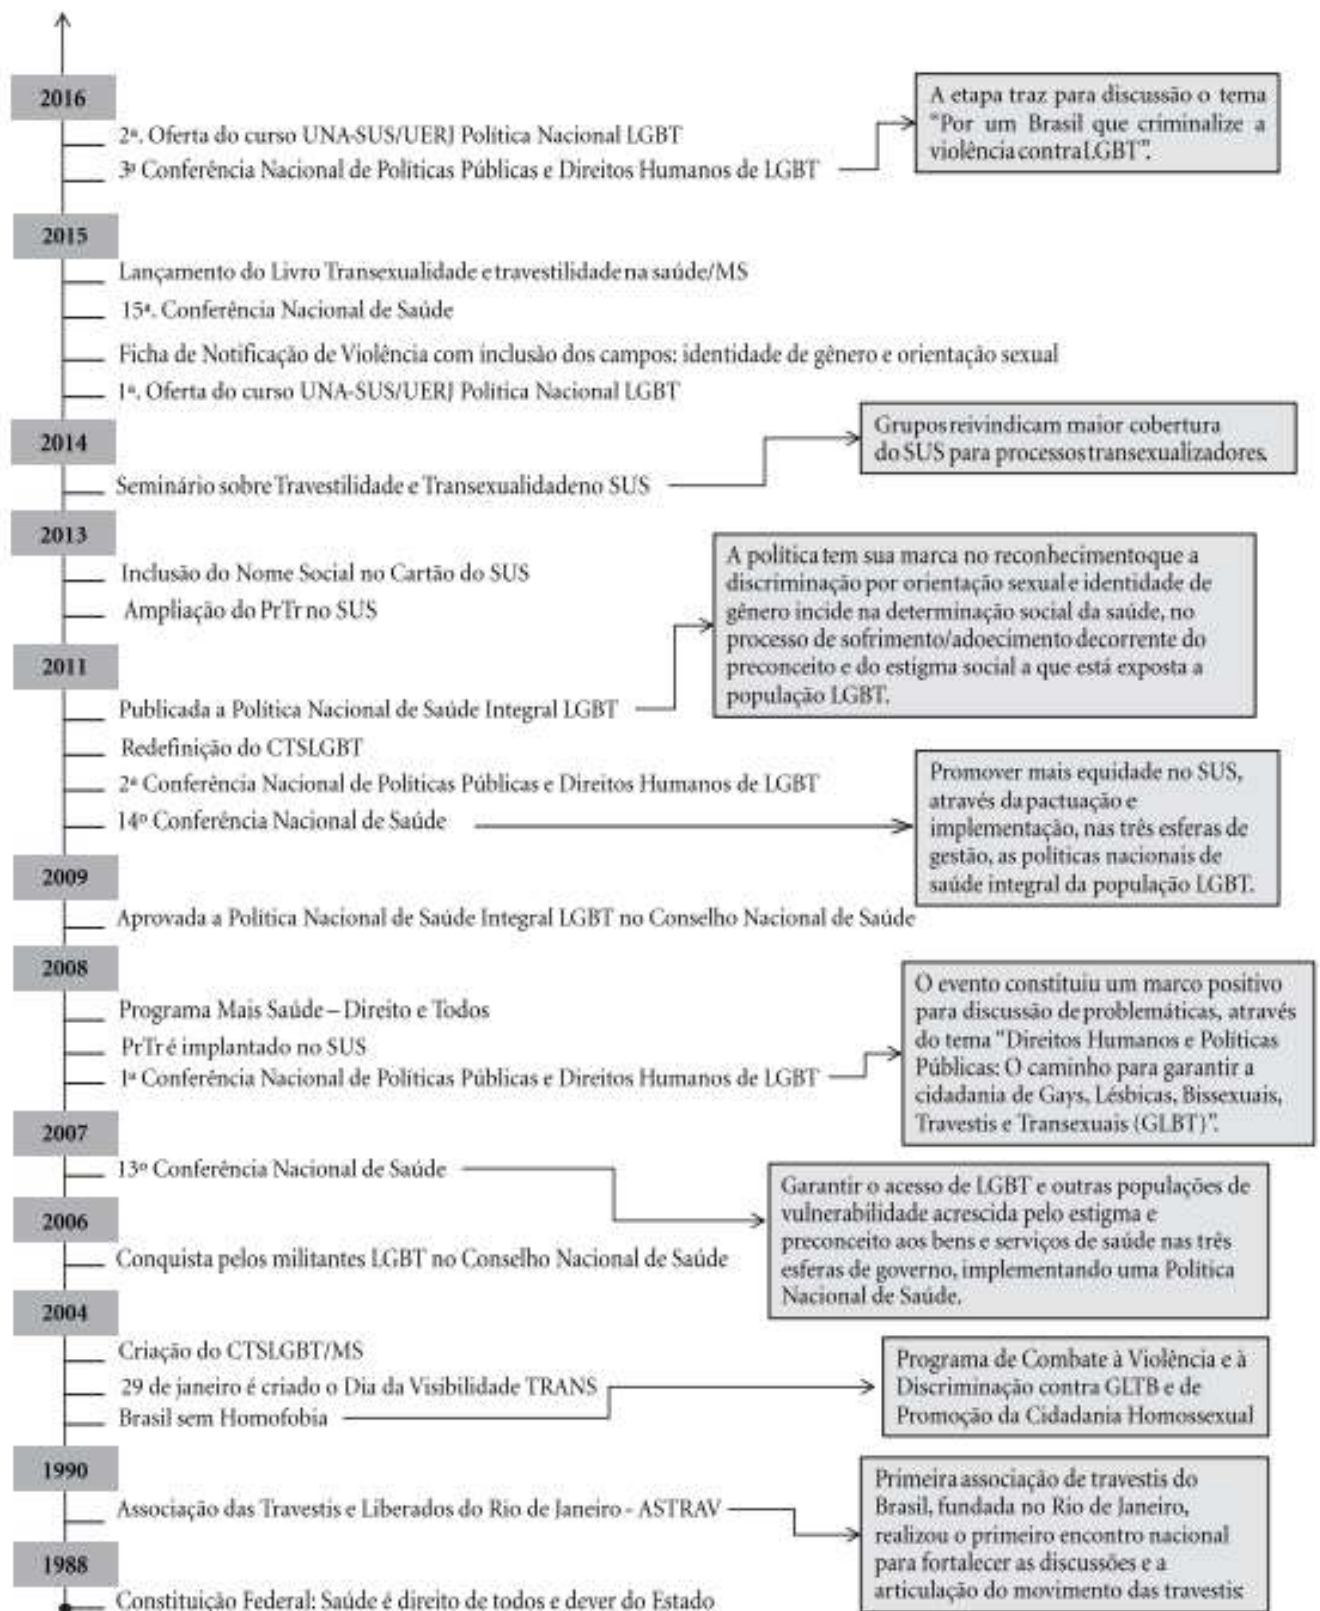 2016
2ª. Oferta do curso UNA-SUS/UERJ Política Nacional LGBT
3ª Conferência Nacional de Políticas Públicas e Direitos Humanos de LGBT
A etapa traz para discussão o tema
"Por um Brasil que criminalize a
violência contra LGBT".
2015
Lançamento do Livro Transexualidade e travestilidade na saúde/MS
15ª. Conferência Nacional de Saúde
Ficha de Notificação de Violência com inclusão dos campos: identidade de gênero e orientação sexual
1ª. Oferta do curso UNA-SUS/UERJ Política Nacional LGBT
2014
Seminário sobre Travestilidade e Transexualidade no SUS
Grupos reivindicam maior cobertura
do SUS para processos transexualizadores.
2013
Inclusão do Nome Social no Cartão do SUS
Ampliação do PrTr no SUS
2011
Publicada a Política Nacional de Saúde Integral LGBT
A política tem sua marca no reconhecimento que a
discriminação por orientação sexual e identidade de
gênero incide na determinação social da saúde, no
processo de sofrimento/adoecimento decorrente do
preconceito e do estigma social a que está exposta a
população LGBT.
Redefinição do CTSLGBT
2ª Conferência Nacional de Políticas Públicas e Direitos Humanos de LGBT
14º Conferência Nacional de Saúde
Promover mais equidade no SUS,
através da pactuação e
implementação, nas três esferas de
gestão, as políticas nacionais de
saúde integral da população LGBT.
2009
Aprovada a Política Nacional de Saúde Integral LGBT no Conselho Nacional de Saúde
2008
Programa Mais Saúde – Direito e Todos
PrTr é implantado no SUS
1ª Conferência Nacional de Políticas Públicas e Direitos Humanos de LGBT
O evento constituiu um marco positivo
para discussão de problemáticas, através
do tema "Direitos Humanos e Políticas
Públicas: O caminho para garantir a
cidadania de Gays, Lésbicas, Bissexuais,
Travestis e Transexuais (GLBT)".
2007
13º Conferência Nacional de Saúde
Garantir o acesso de LGBT e outras populações de
vulnerabilidade acrescida pelo estigma e
preconceito aos bens e serviços de saúde nas três
esferas de governo, implementando uma Política
Nacional de Saúde.
2006
Conquista pelos militantes LGBT no Conselho Nacional de Saúde
2004
Criação do CTSLGBT/MS
29 de janeiro é criado o Dia da Visibilidade TRANS
Brasil sem Homofobia
Programa de Combate à Violência e à
Discriminação contra GLTB e de
Promoção da Cidadania Homossexual
1990
Associação das Travestis e Liberados do Rio de Janeiro - ASTRAV
Primeira associação de travestis do
Brasil, fundada no Rio de Janeiro,
realizou o primeiro encontro nacional
para fortalecer as discussões e a
articulação do movimento das travestis
1988
Constituição Federal: Saúde é direito de todos e dever do Estado